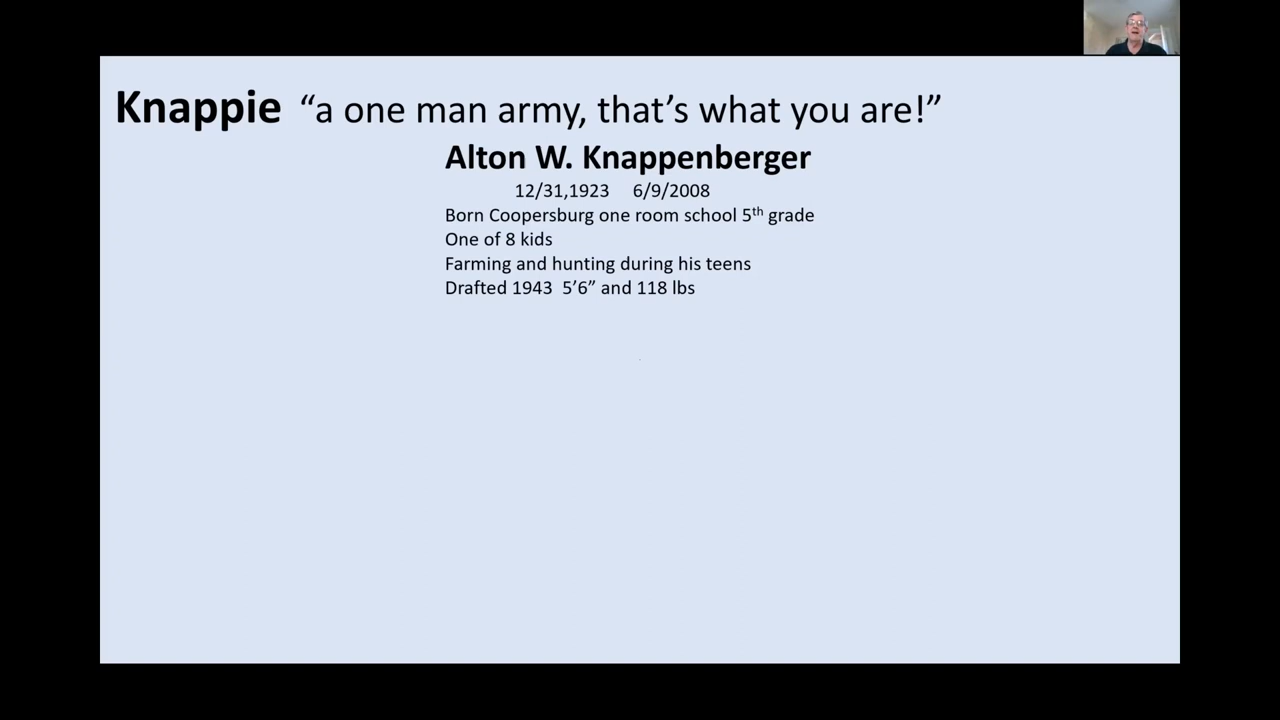 Knappie “a one man army, that’s what you are!”
Alton W. Knappenberger
12/31,1923 6/9/2008
Born Coopersburg one room school 5th grade
One of 8 kids
Farming and hunting during his teens
Drafted 1943 5’6” and 118 lbs